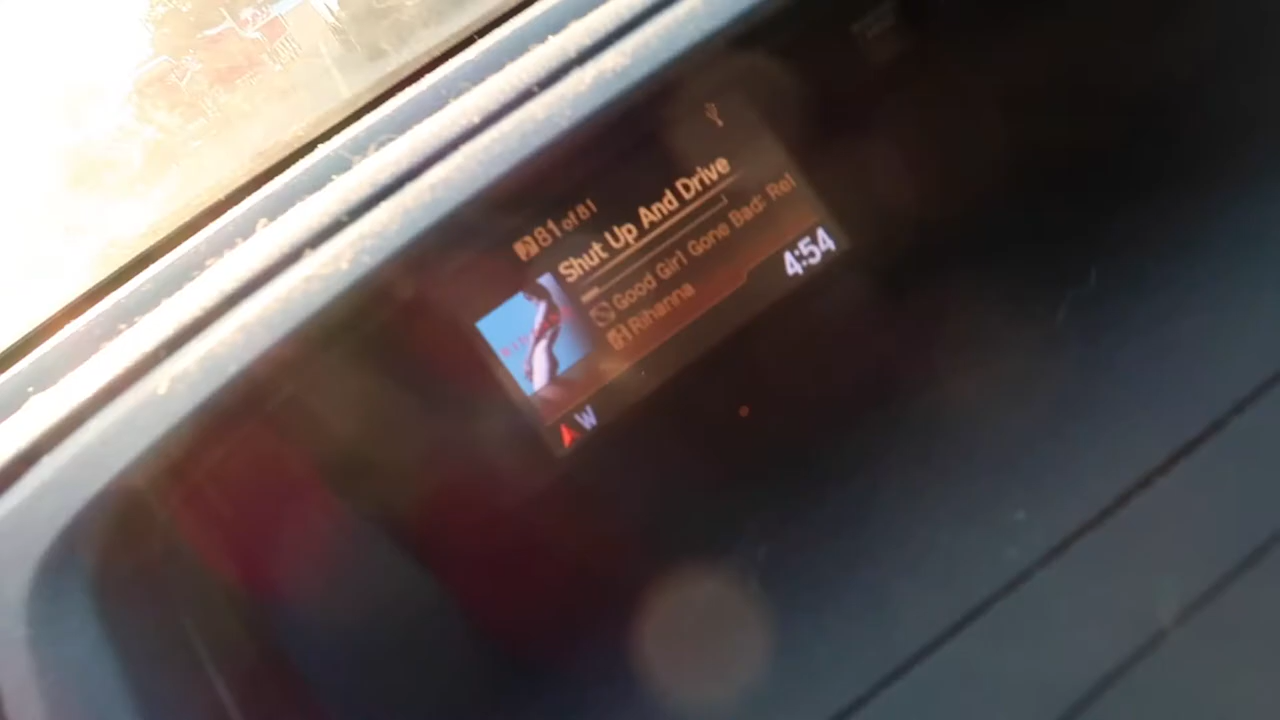 81 of 81
Shut Up And Drive
Good Girl Gone Bad: Rel
Rihanna
4:54
W